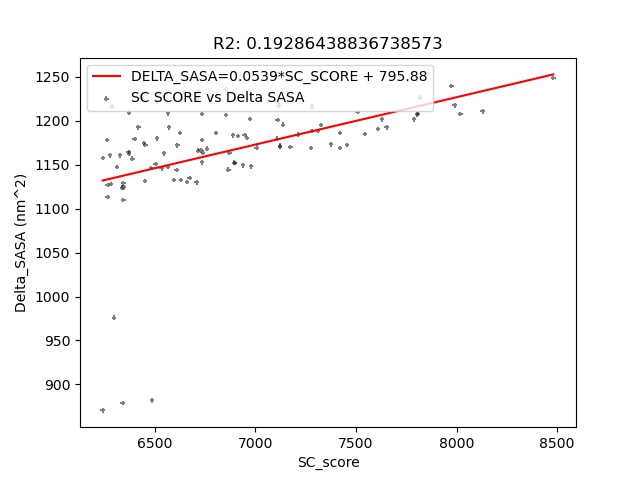 R2: 0.19286438836738573
DELTA_SASA=0.0539*SC_SCORE + 795.88
SC SCORE vs Delta SASA
Delta_SASA (nm^2)
1250
1200
1150
1100
1050
1000
950
900
6500 7000 7500 8000 8500
SC_score